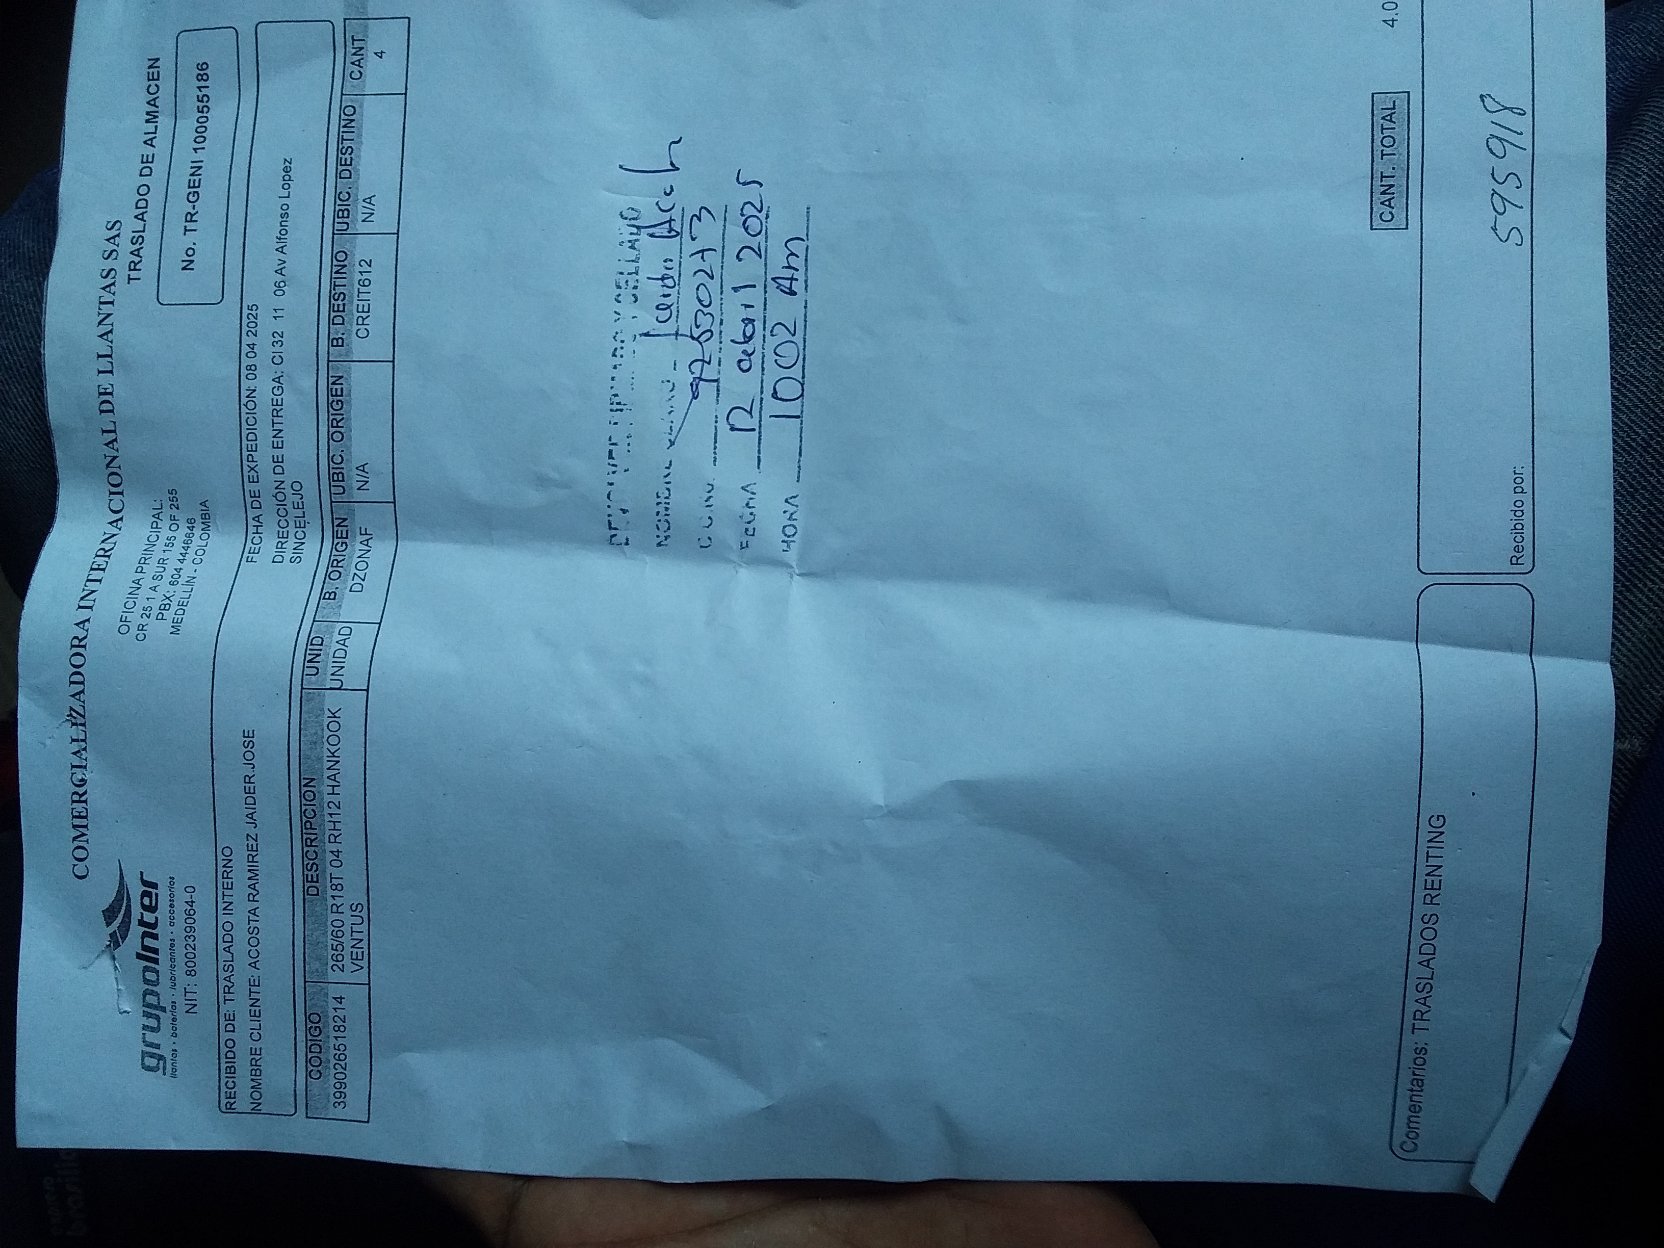 COMERCIALIZADORA INTERNACIONAL DE LLANTAS SAS
grupoInter
llantas • baterías • lubricantes • accesorios
NIT: 800239064-0
OFICINA PRINCIPAL:
CR 25 1 A SUR 155 OF 255
PBX: 604 4446646
MEDELLÍN - COLOMBIA
TRASLADO DE ALMACEN
No. TR-GENI 100055186
RECIBIDO DE: TRASLADO INTERNO
NOMBRE CLIENTE: ACOSTA RAMIREZ JAIDER JOSE
FECHA DE EXPEDICIÓN: 08 04 2025
DIRECCIÓN DE ENTREGA: Cl 32 11 06 Av Alfonso Lopez
SINCELEJO
CODIGO DESCRIPCION UNID B. ORIGEN UBIC. ORIGEN B. DESTINO UBIC. DESTINO CANT
399026518214 265/60 R18T 04 RH12 HANKOOK UNIDAD DZONAF N/A CREIT612 N/A 4
VENTUS
NOMBRE
FECHA 12 abril 2025
HORA 1002 Am
CANT. TOTAL 4.0
Comentarios: TRASLADOS RENTING
595918
Recibido por: